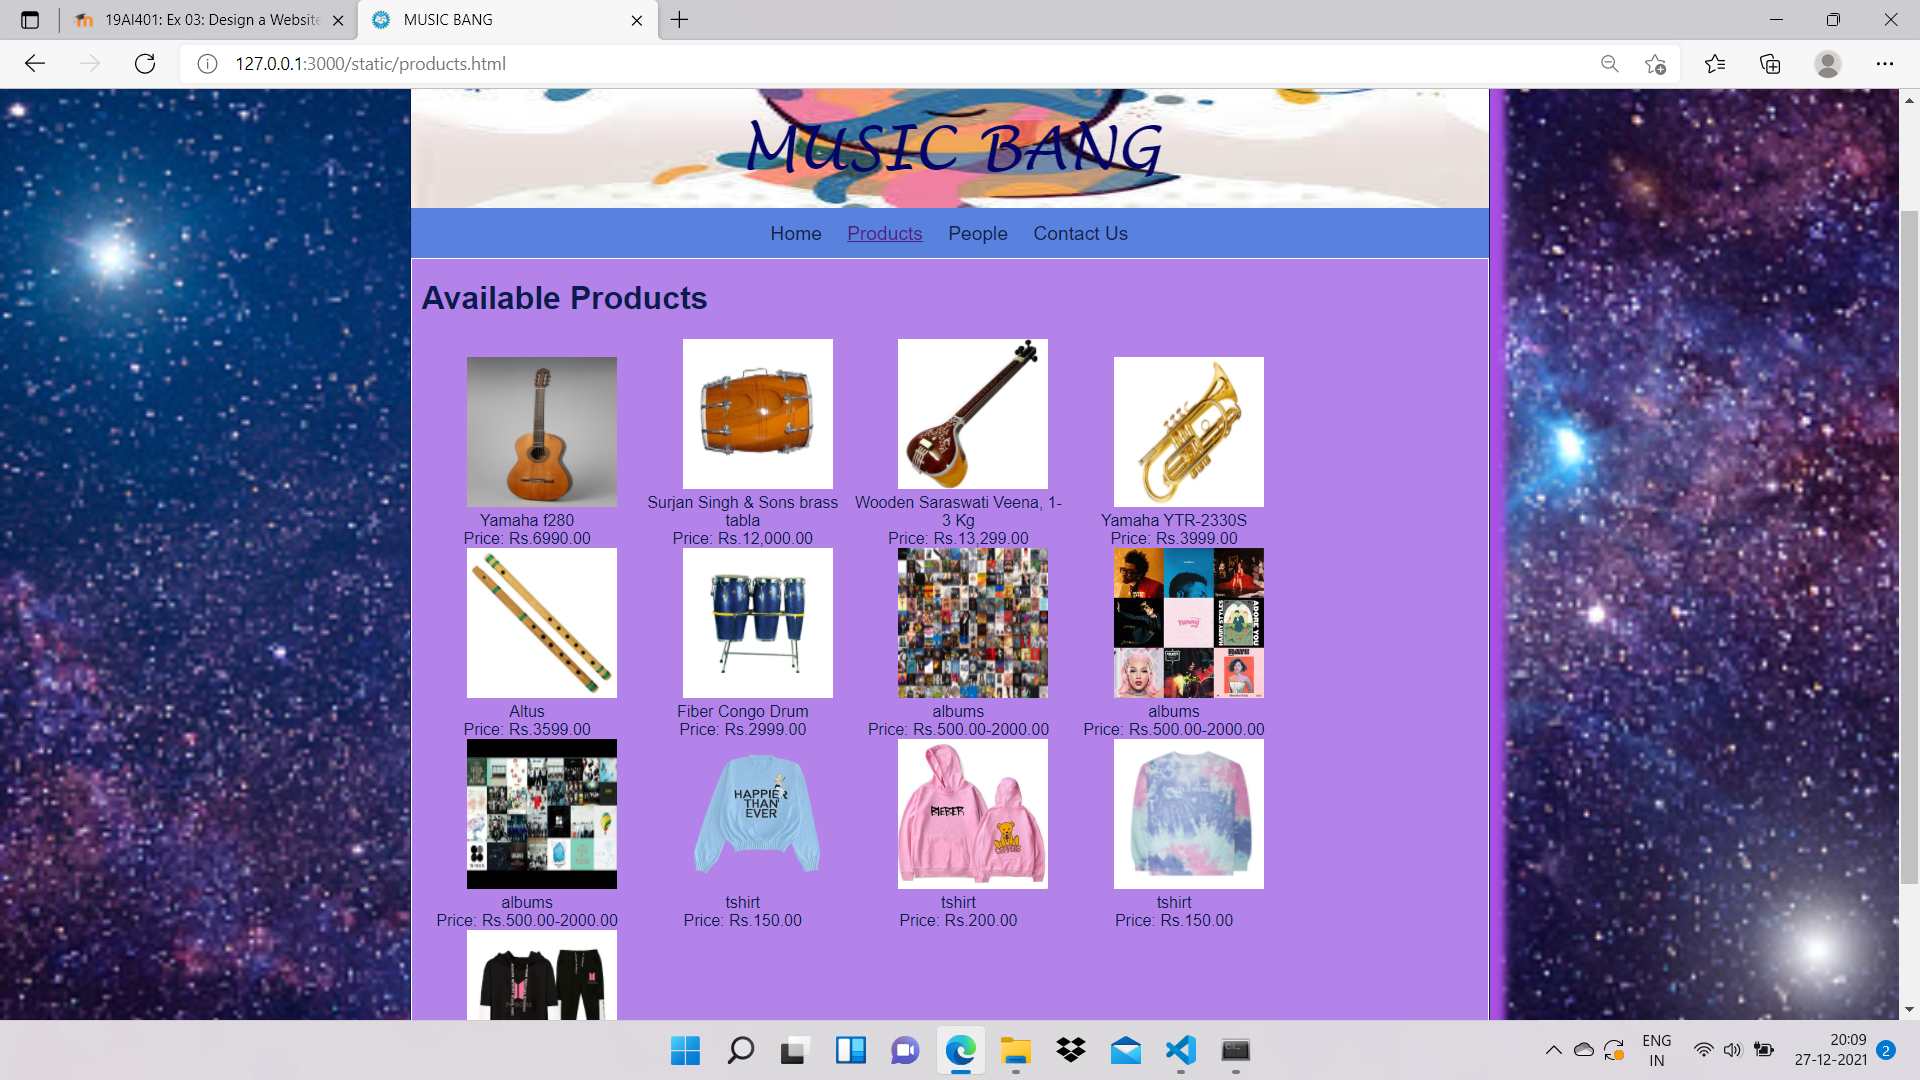 19AI401: Ex 03: Design a Website
MUSIC BANG
127.0.0.1:3000/static/products.html
MUSIC BANG
Home Products People Contact Us
Available Products
Yamaha f280
Price: Rs.6990.00
Surjan Singh & Sons brass
tabla
Price: Rs.12,000.00
Wooden Saraswati Veena, 1-
3 Kg
Price: Rs.13,299.00
Yamaha YTR-2330S
Price: Rs.3999.00
Altus
Price: Rs.3599.00
Fiber Congo Drum
Price: Rs.2999.00
albums
Price: Rs.500.00-2000.00
HARRY STYLES
ADORE YOU
albums
Price: Rs.500.00-2000.00
albums
Price: Rs.500.00-2000.00
HAPPIER
THAN
EVER
tshirt
Price: Rs.150.00
BIEBER
tshirt
Price: Rs.200.00
tshirt
Price: Rs.150.00
ENG
IN
20:09
27-12-2021
2